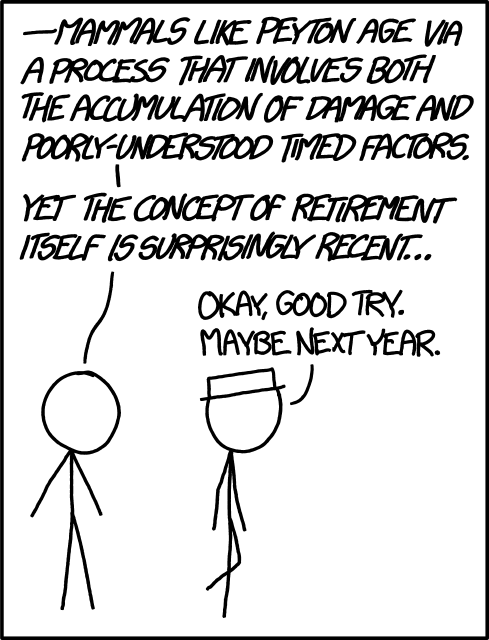 —MAMMALS LIKE PEYTON AGE VIA
A PROCESS THAT INVOLVES BOTH
THE ACCUMULATION OF DAMAGE AND
POORLY-UNDERSTOOD TIMED FACTORS.
YET THE CONCEPT OF RETIREMENT
ITSELF IS SURPRISINGLY RECENT...
OKAY, GOOD TRY.
MAYBE NEXT YEAR.